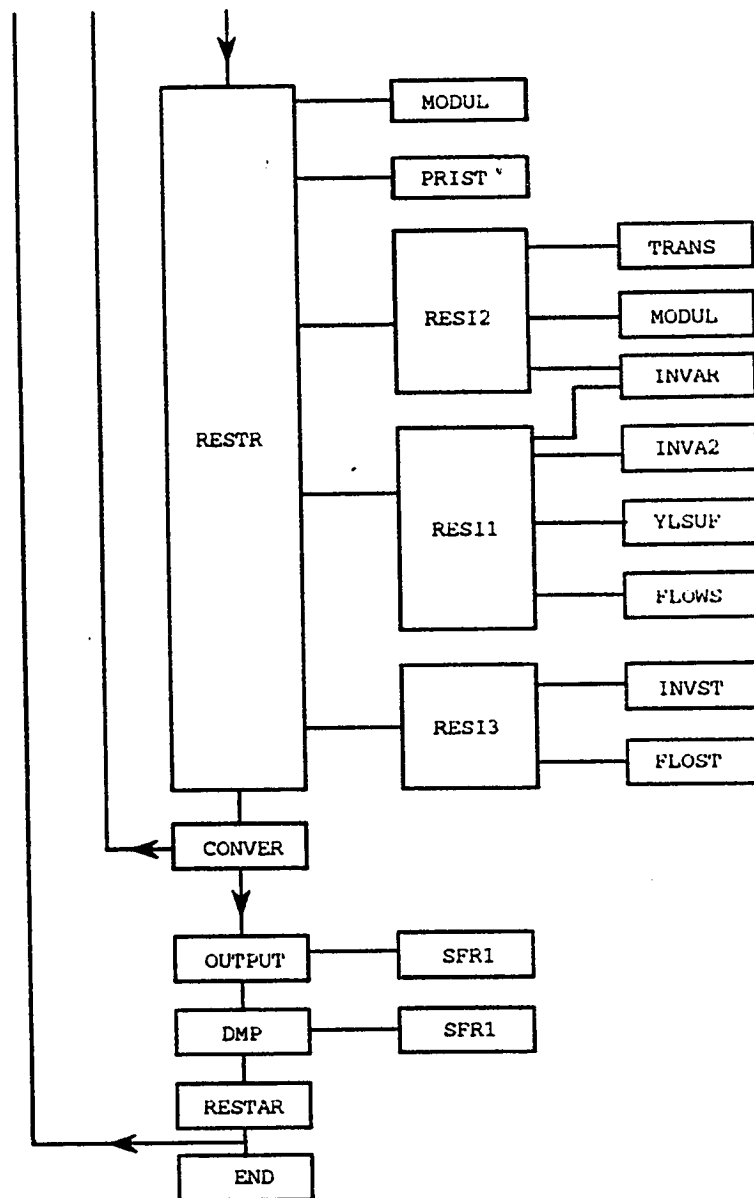 MODUL
PRIST
TRANS
RESI2
MODUL
INVAR
RESTR
INVA2
RESI1
YLSUF
FLOWS
INVST
RESI3
FLOST
CONVER
OUTPUT
SFR1
DMP
SFR1
RESTAR
END